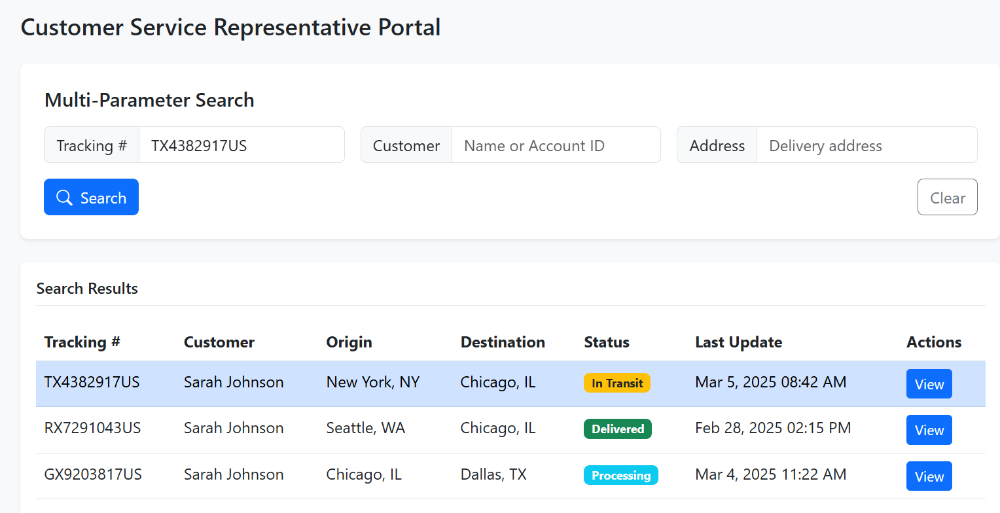 Customer Service Representative Portal
Multi-Parameter Search
Tracking # TX4382917US Customer Name or Account ID Address Delivery address
Search Clear
Search Results
Tracking # Customer Origin Destination Status Last Update Actions
TX4382917US Sarah Johnson New York, NY Chicago, IL In Transit Mar 5, 2025 08:42 AM View
RX7291043US Sarah Johnson Seattle, WA Chicago, IL Delivered Feb 28, 2025 02:15 PM View
GX9203817US Sarah Johnson Chicago, IL Dallas, TX Processing Mar 4, 2025 11:22 AM View